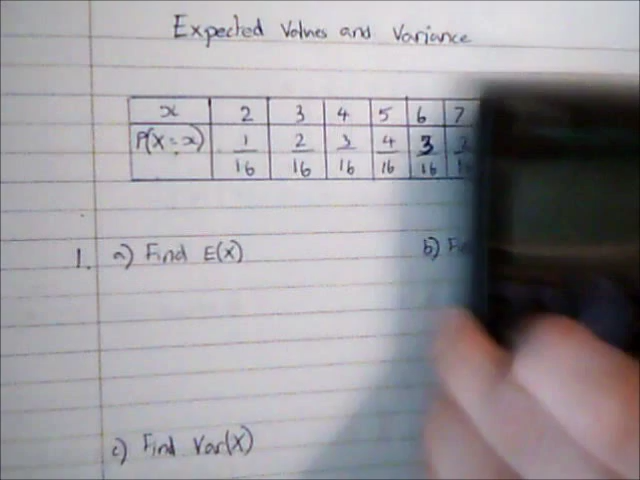 Expected Values and Variance
x 2 3 4 5 6 7
P(X=x) 1/16 2/16 3/16 4/16 3/16
1. a) Find E(X) b)
c) Find Var(X)